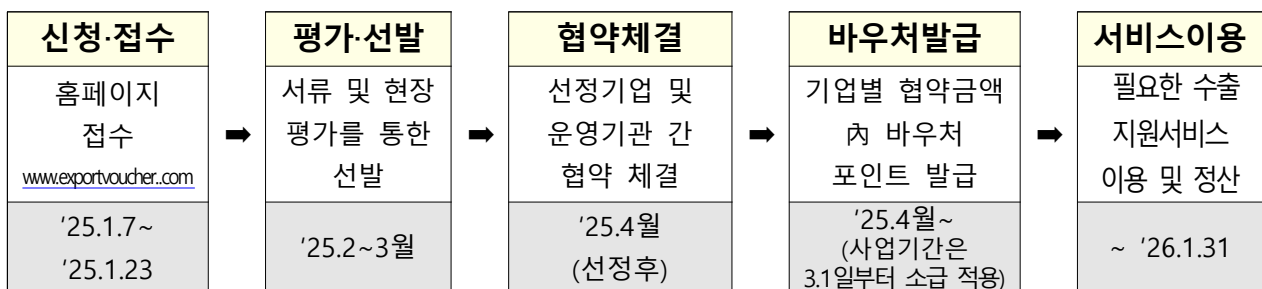 신청·접수
홈페이지
접수
www.exportvoucher.com
'25.1.7~
'25.1.23
➡
평가·선발
서류 및 현장
평가를 통한
선발
'25.2~3월
➡
협약체결
선정기업 및
운영기관 간
협약 체결
'25.4월
(선정후)
➡
바우처발급
기업별 협약금액
內 바우처
포인트 발급
'25.4월~
(사업기간은
3.1일부터 소급 적용)
➡
서비스이용
필요한 수출
지원서비스
이용 및 정산
~ '26.1.31